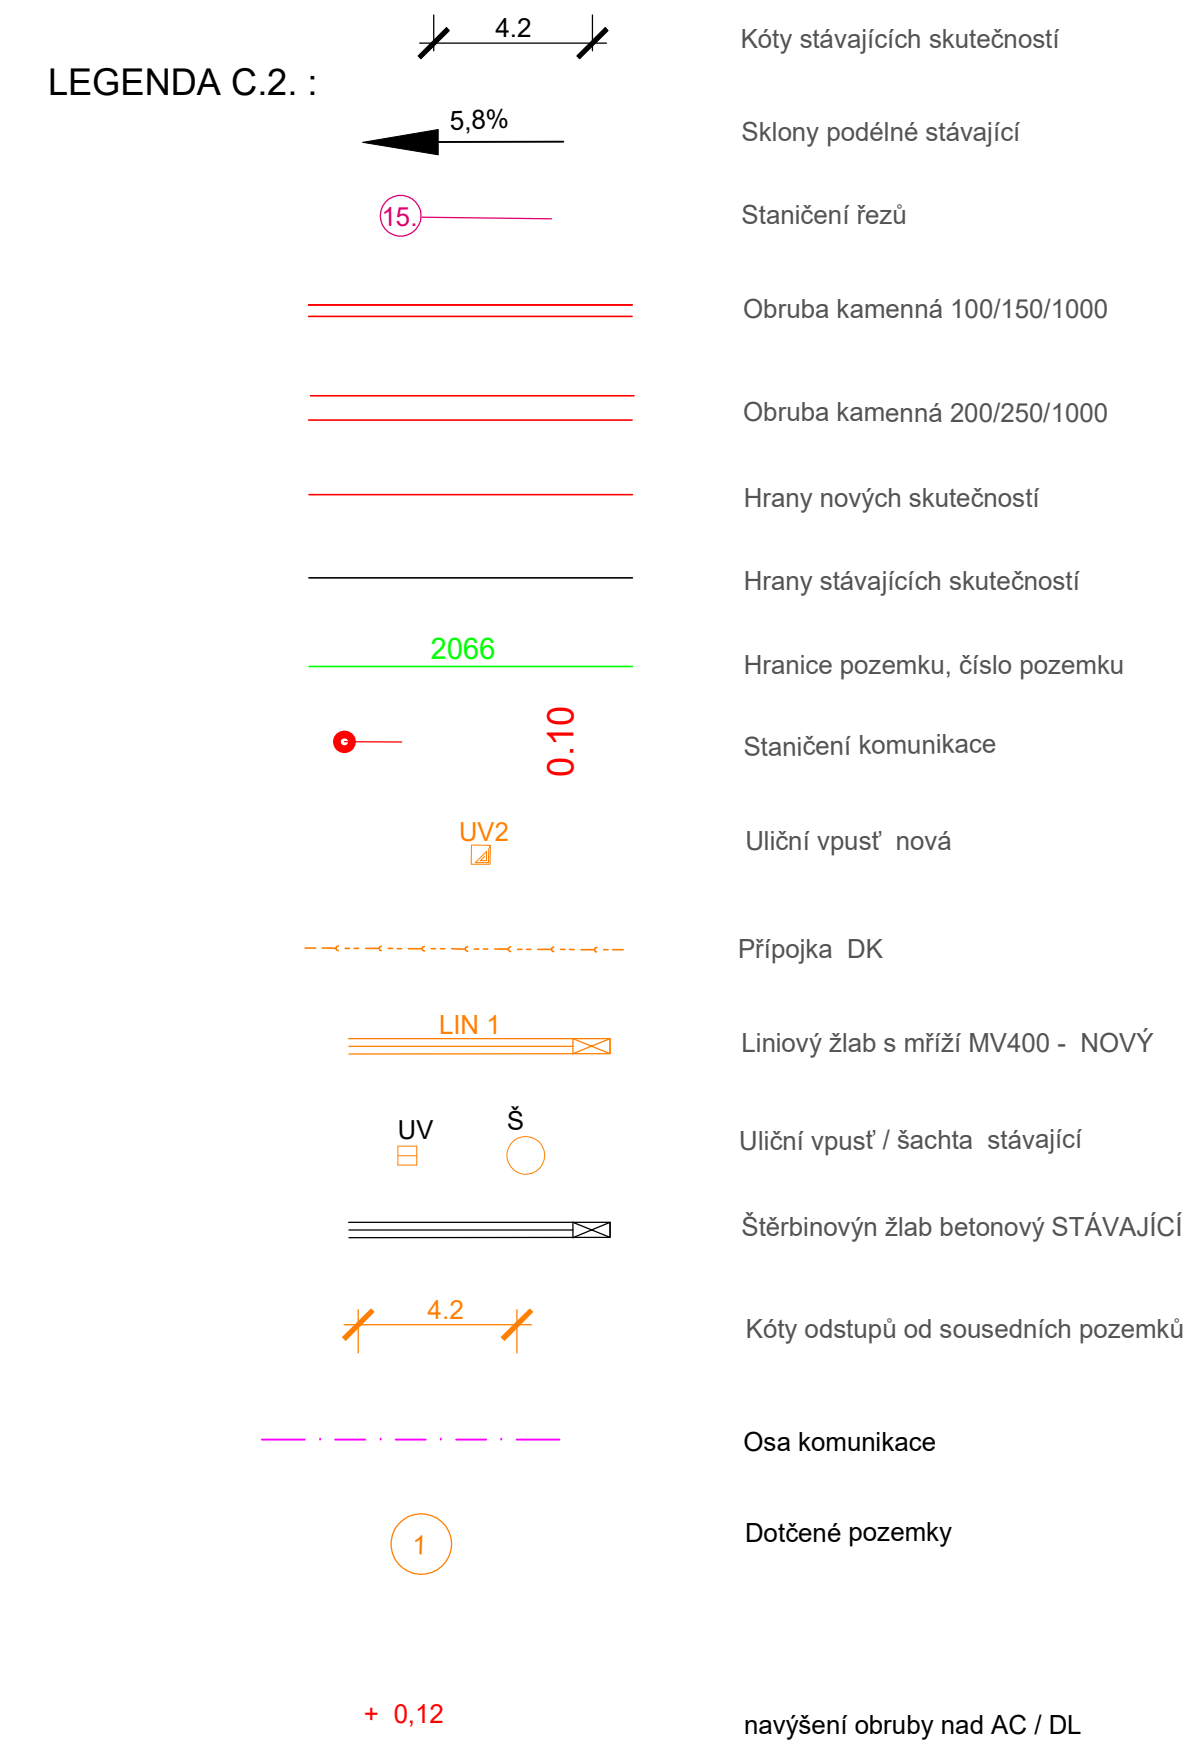 4.2 Kóty stávajících skutečností
LEGENDA C.2. :
5,8% Sklony podélné stávající
15. Staničení řezů
Obruba kamenná 100/150/1000
Obruba kamenná 200/250/1000
Hrany nových skutečností
Hrany stávajících skutečností
2066 Hranice pozemku, číslo pozemku
0.10 Staničení komunikace
UV2 Uliční vpusť nová
Přípojka DK
LIN 1 Liniový žlab s mříží MV400 - NOVÝ
UV Š Uliční vpusť / šachta stávající
Štěrbinovýn žlab betonový STÁVAJÍCÍ
4.2 Kóty odstupů od sousedních pozemků
Osa komunikace
1 Dotčené pozemky
+ 0,12 navýšení obruby nad AC / DL